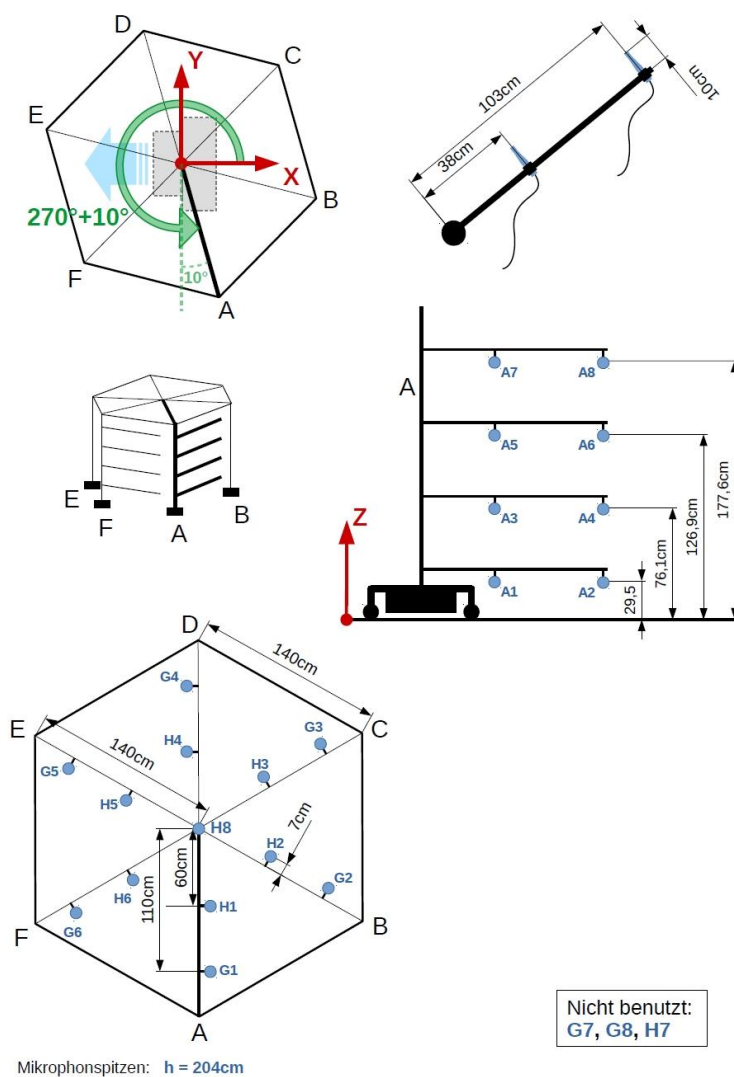 D
C
Y
E
X
B
270°+10°
10°
F
A
103cm
10cm
38cm
A
A7
A8
A5
A6
Z
A3
A4
A1
A2
29,5
76,1cm
126,9cm
177,6cm
E
F
A
B
D
140cm
G4
E
C
G3
H4
140cm
H3
G5
H5
H8
7cm
H2
60cm
G2
110cm
H6
H1
F
G6
B
G1
A
Nicht benutzt:
G7, G8, H7
Mikrophonspitzen: h = 204cm